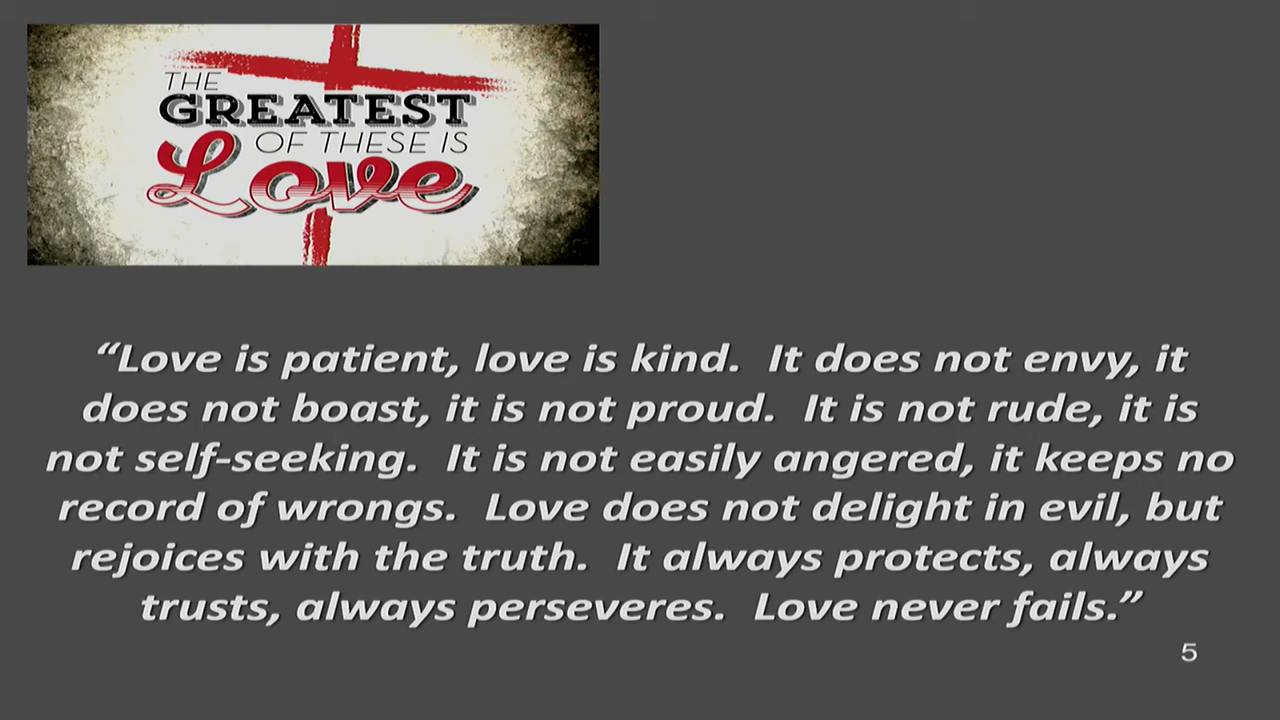 THE
GREATEST
OF THESE IS
Love
“Love is patient, love is kind.  It does not envy, it
does not boast, it is not proud.  It is not rude, it is
not self-seeking.  It is not easily angered, it keeps no
record of wrongs.  Love does not delight in evil, but
rejoices with the truth.  It always protects, always
trusts, always perseveres.  Love never fails.”
5